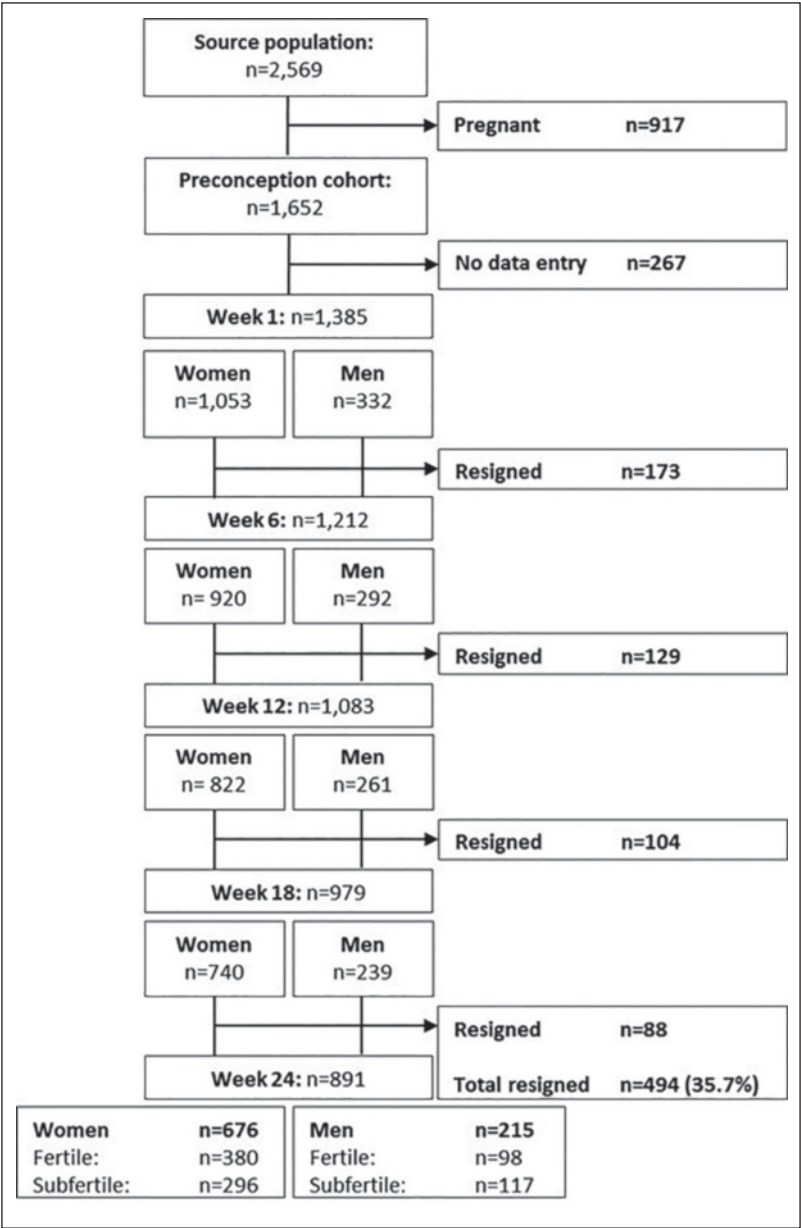 Source population:
n=2,569
Pregnant n=917
Preconception cohort:
n=1,652
No data entry n=267
Week 1: n=1,385
Women Men
n=1,053 n=332
Resigned n=173
Week 6: n=1,212
Women Men
n= 920 n=292
Resigned n=129
Week 12: n=1,083
Women Men
n= 822 n=261
Resigned n=104
Week 18: n=979
Women Men
n=740 n=239
Resigned n=88
Week 24: n=891
Total resigned n=494 (35.7%)
Women n=676 Men n=215
Fertile: n=380 Fertile: n=98
Subfertile: n=296 Subfertile: n=117